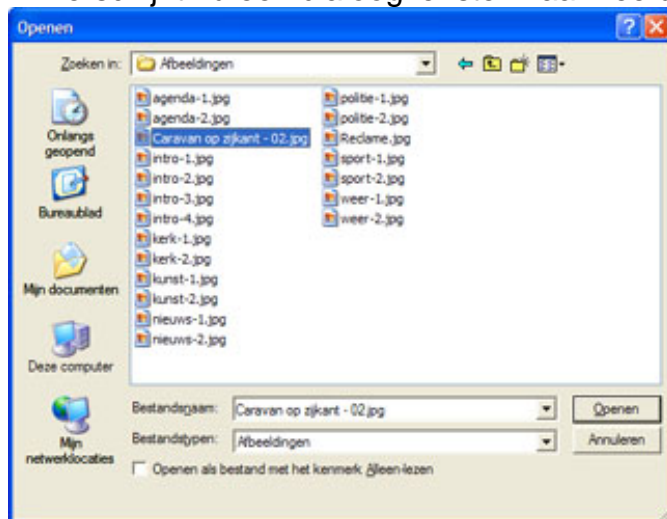 Openen
Zoeken in:
Afbeeldingen
Onlangs
geopend
Bureaublad
Mijn documenten
Deze computer
Mijn
netwerklocaties
agenda-1.jpg
agenda-2.jpg
Caravan op zijkant - 02.jpg
intro-1.jpg
intro-2.jpg
intro-3.jpg
intro-4.jpg
kerk-1.jpg
kerk-2.jpg
kunst-1.jpg
kunst-2.jpg
nieuws-1.jpg
nieuws-2.jpg
politie-1.jpg
politie-2.jpg
Reclame.jpg
sport-1.jpg
sport-2.jpg
weer-1.jpg
weer-2.jpg
Bestandsnaam:
Caravan op zijkant - 02.jpg
Openen
Bestandstypen:
Afbeeldingen
Annuleren
Openen als bestand met het kenmerk Alleen-lezen